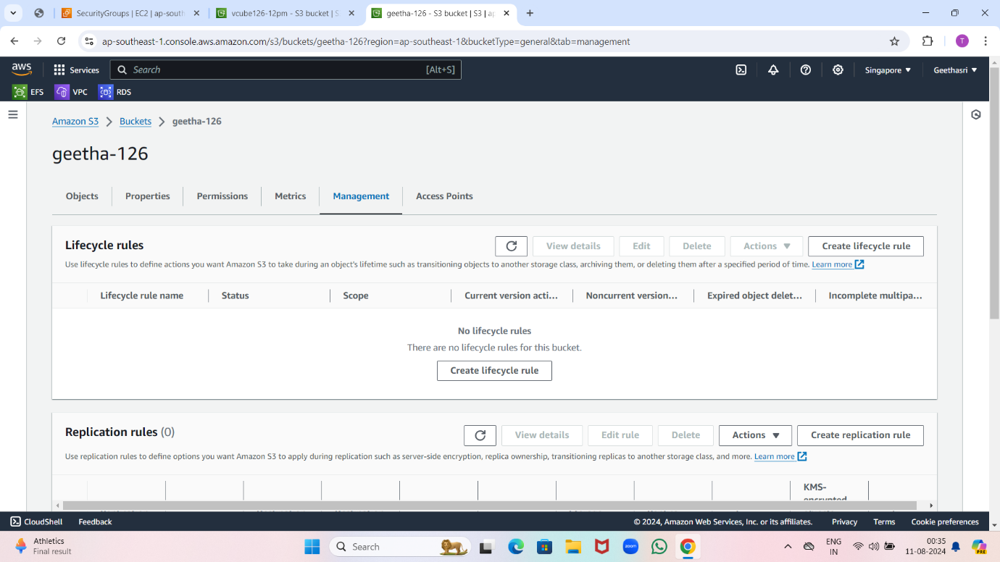 SecurityGroups | EC2 | ap-south
vcube126-12pm - S3 bucket | S
geetha-126 - S3 bucket | S3 | ap
ap-southeast-1.console.aws.amazon.com/s3/buckets/geetha-126?region=ap-southeast-1&bucketType=general&tab=management
T
aws
Services
Search
[Alt+S]
Singapore
Geethasri
EFS
VPC
RDS
Amazon S3
Buckets
geetha-126
geetha-126
Objects
Properties
Permissions
Metrics
Management
Access Points
Lifecycle rules
View details
Edit
Delete
Actions
Create lifecycle rule
Use lifecycle rules to define actions you want Amazon S3 to take during an object's lifetime such as transitioning objects to another storage class, archiving them, or deleting them after a specified period of time. Learn more
Lifecycle rule name
Status
Scope
Current version acti...
Noncurrent version...
Expired object delet...
Incomplete multipa...
No lifecycle rules
There are no lifecycle rules for this bucket.
Create lifecycle rule
Replication rules (0)
View details
Edit rule
Delete
Actions
Create replication rule
Use replication rules to define options you want Amazon S3 to apply during replication such as server-side encryption, replica ownership, transitioning replicas to another storage class, and more. Learn more
KMS-
encrypted
CloudShell
Feedback
© 2024, Amazon Web Services, Inc. or its affiliates.
Privacy
Terms
Cookie preferences
Athletics
Final result
Search
zoom
ENG
IN
00:35
11-08-2024
PRE